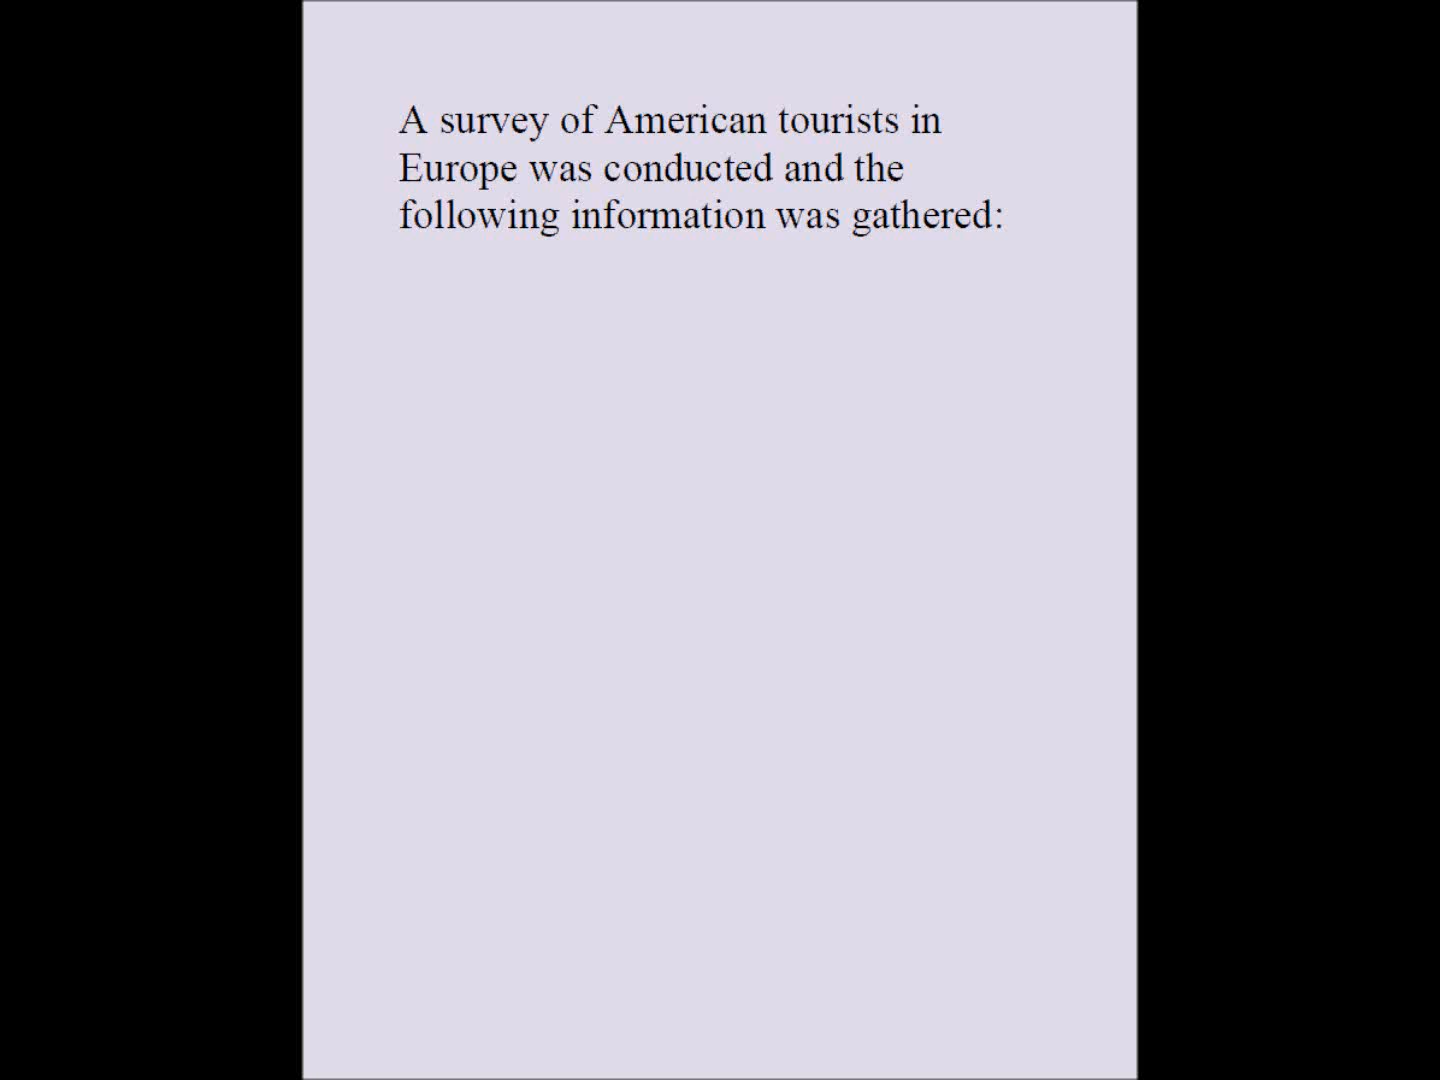 A survey of American tourists in
Europe was conducted and the
following information was gathered: